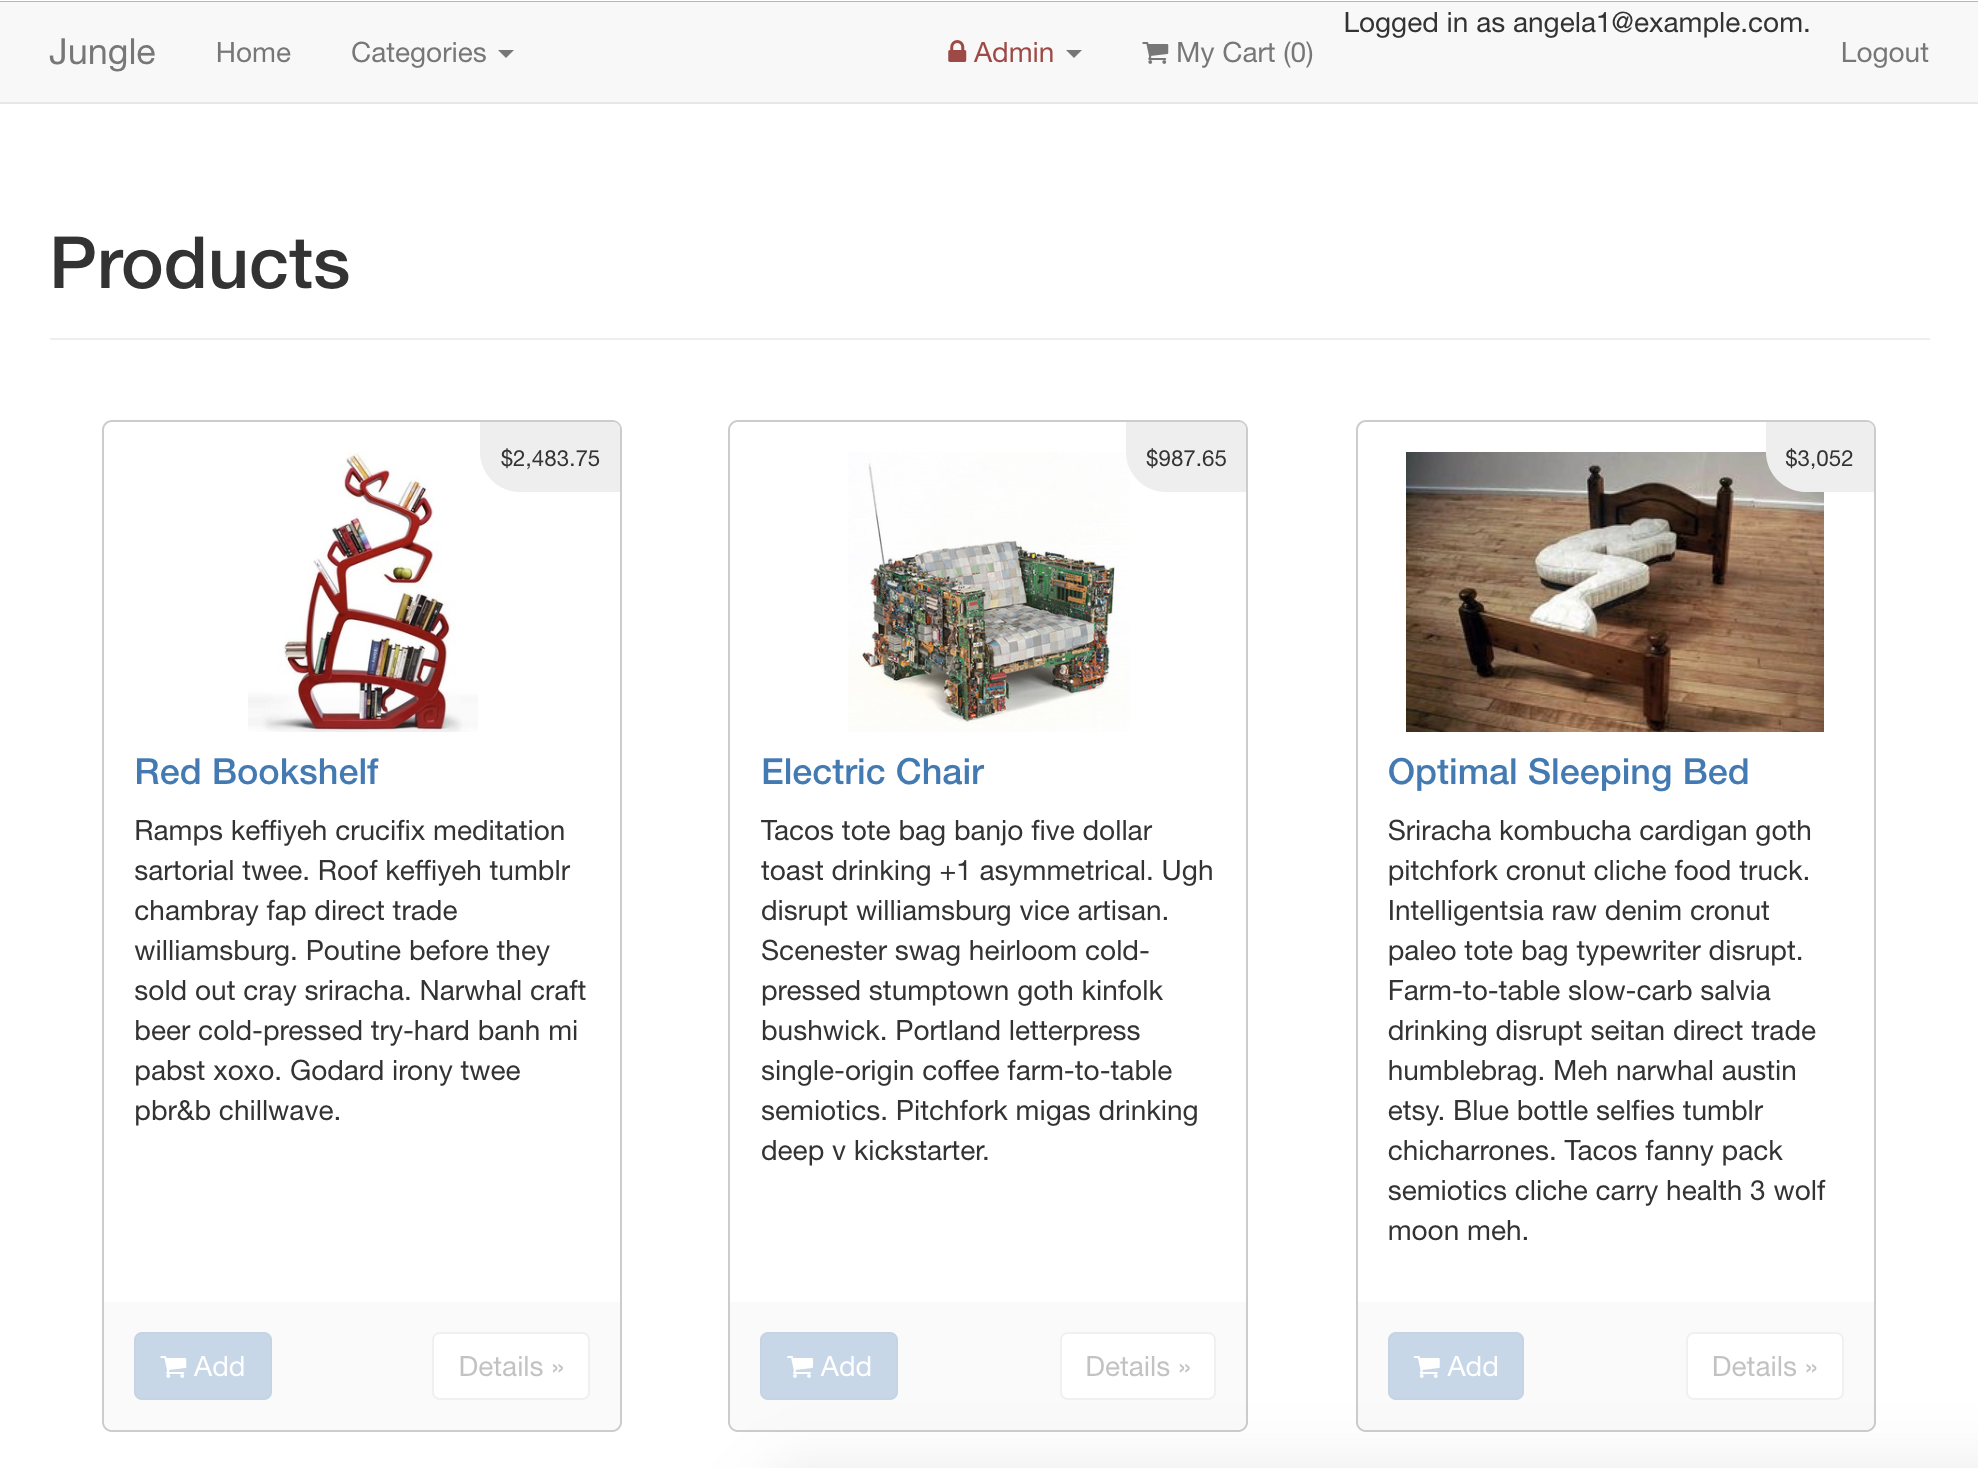 Jungle
Home
Categories
Admin
My Cart (0)
Logged in as angela1@example.com.
Logout
Products
$2,483.75
Red Bookshelf
Ramps keffiyeh crucifix meditation
sartorial twee. Roof keffiyeh tumblr
chambray fap direct trade
williamsburg. Poutine before they
sold out cray sriracha. Narwhal craft
beer cold-pressed try-hard banh mi
pabst xoxo. Godard irony twee
pbr&b chillwave.
Add
Details »
$987.65
Electric Chair
Tacos tote bag banjo five dollar
toast drinking +1 asymmetrical. Ugh
disrupt williamsburg vice artisan.
Scenester swag heirloom cold-
pressed stumptown goth kinfolk
bushwick. Portland letterpress
single-origin coffee farm-to-table
semiotics. Pitchfork migas drinking
deep v kickstarter.
Add
Details »
$3,052
Optimal Sleeping Bed
Sriracha kombucha cardigan goth
pitchfork cronut cliche food truck.
Intelligentsia raw denim cronut
paleo tote bag typewriter disrupt.
Farm-to-table slow-carb salvia
drinking disrupt seitan direct trade
humblebrag. Meh narwhal austin
etsy. Blue bottle selfies tumblr
chicharrones. Tacos fanny pack
semiotics cliche carry health 3 wolf
moon meh.
Add
Details »